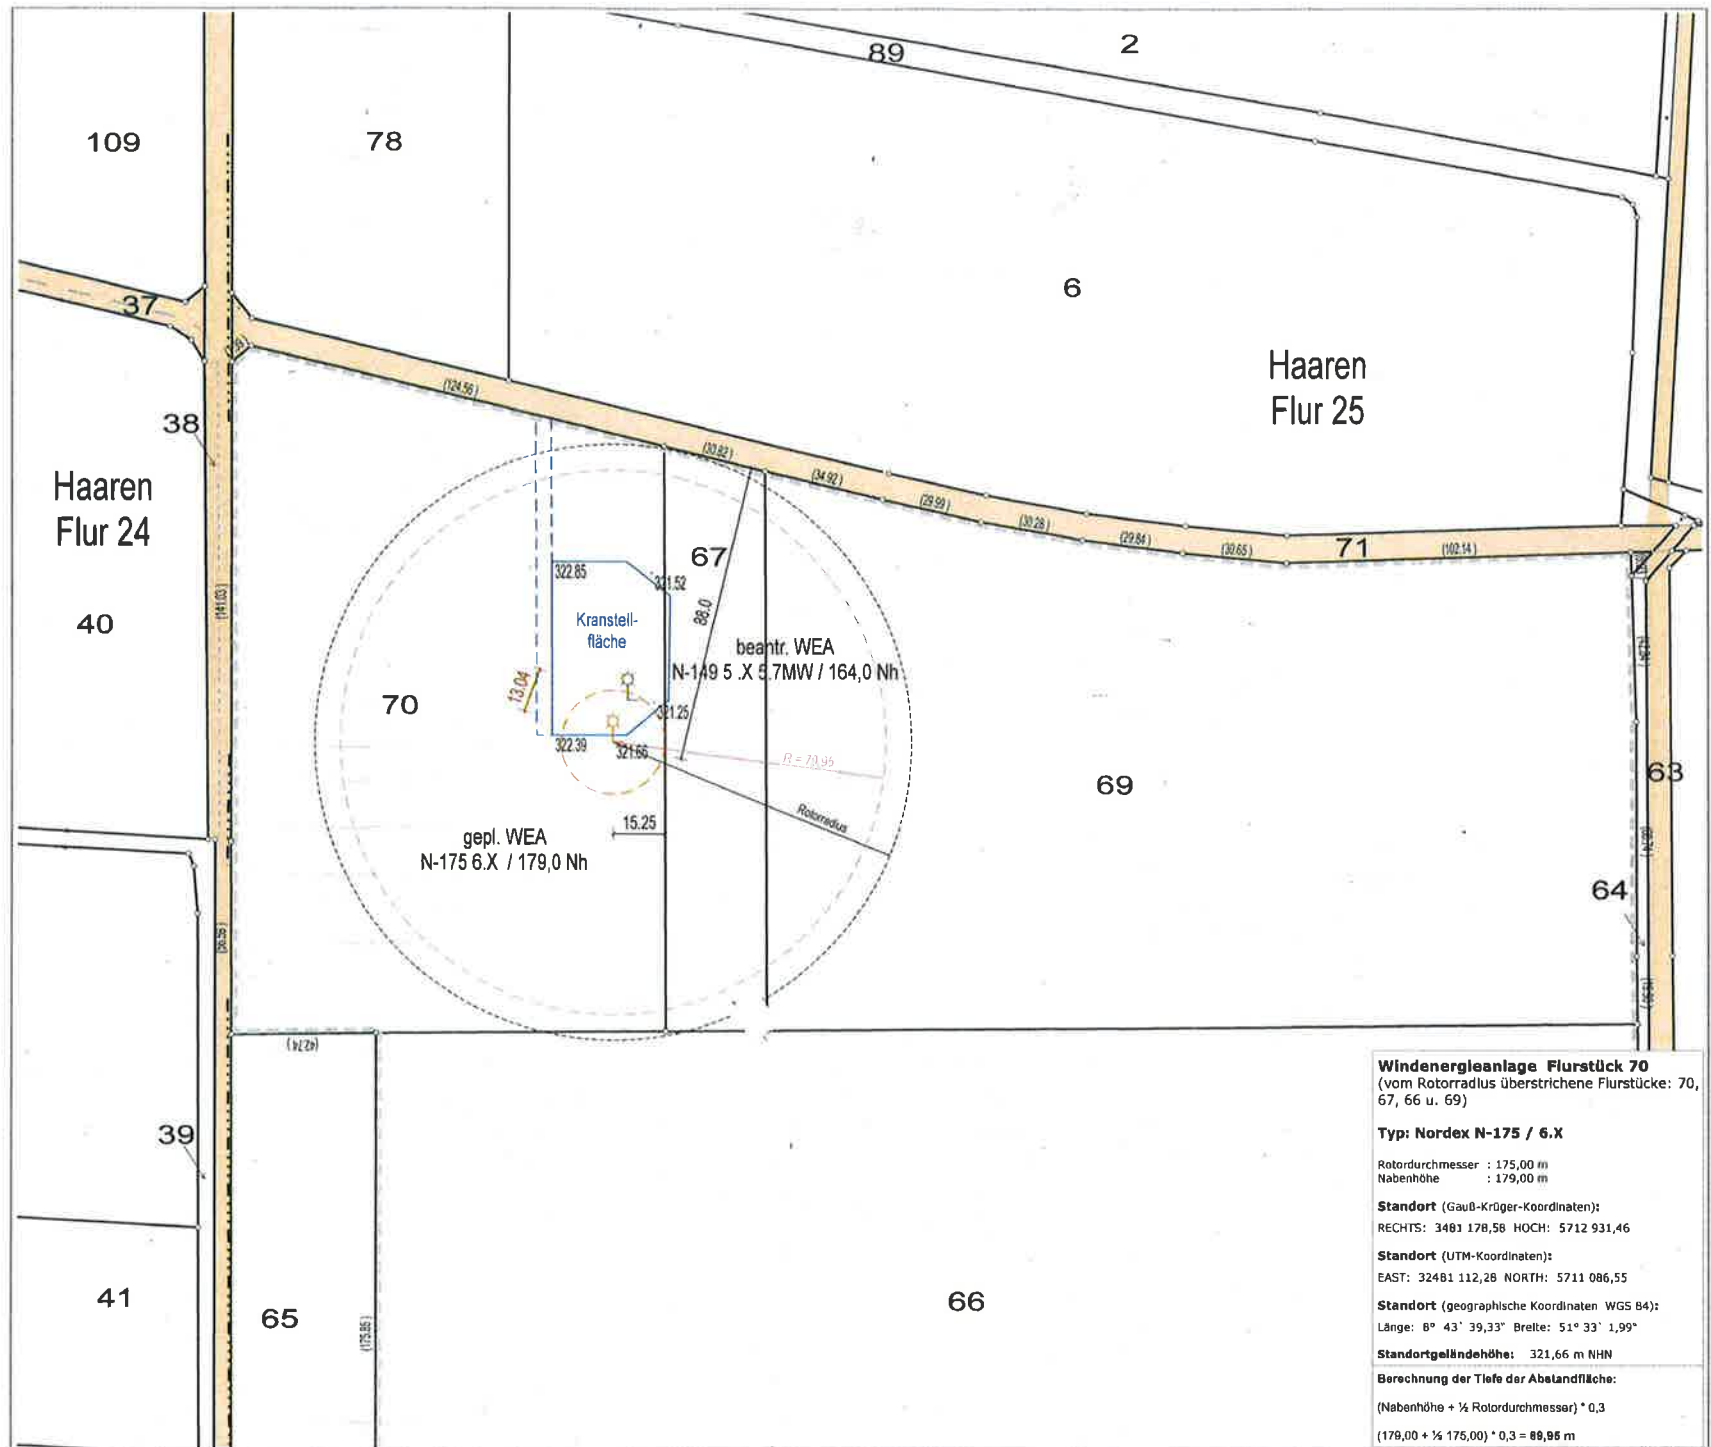 2
89
109
78
6
37
Haaren
Flur 25
(124.56)
38
(30.82)
(34.92)
(29.99)
(30.28)
(29.84)
(30.65)
71
(102.14)
Haaren
Flur 24
67
322.85
321.52
(141.03)
40
Kranstell-
fläche
88.0
beantr. WEA
N-149 5 .X 5.7MW / 164,0 Nh
13.04
70
321.25
322.39
321.66
69
63
Rotorradius
15.25
gepl. WEA
N-175 6.X / 179,0 Nh
64
(42.74)
39
41
65
66
(175.85)
Windenergieanlage Flurstück 70
(vom Rotorradius überstrichene Flurstücke: 70,
67, 66 u. 69)
Typ: Nordex N-175 / 6.X
Rotordurchmesser : 175,00 m
Nabenhöhe : 179,00 m
Standort (Gauß-Krüger-Koordinaten):
RECHTS: 3481 178,58 HOCH: 5712 931,46
Standort (UTM-Koordinaten):
EAST: 32481 112,28 NORTH: 5711 086,55
Standort (geographische Koordinaten WGS 84):
Länge: 8° 43' 39,33" Breite: 51° 33' 1,99"
Standortgeländehöhe: 321,66 m NHN
Berechnung der Tiefe der Abstandfläche:
(Nabenhöhe + ½ Rotordurchmesser) * 0,3
(179,00 + ½ 175,00) * 0,3 = 89,95 m